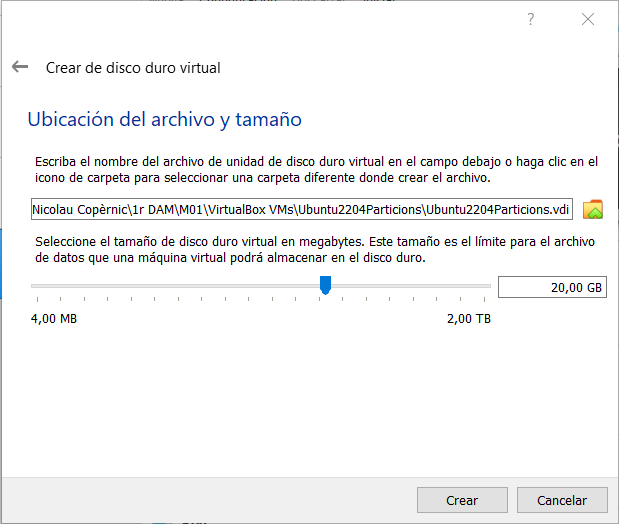 ?
Crear de disco duro virtual
Ubicación del archivo y tamaño
Escriba el nombre del archivo de unidad de disco duro virtual en el campo debajo o haga clic en el
icono de carpeta para seleccionar una carpeta diferente donde crear el archivo.
Nicolau Copèrnic\1r DAM\M01\VirtualBox VMs\Ubuntu2204Particions\Ubuntu2204Particions.vdi
Seleccione el tamaño de disco duro virtual en megabytes. Este tamaño es el límite para el archivo
de datos que una máquina virtual podrá almacenar en el disco duro.
20,00 GB
4,00 MB 2,00 TB
Crear Cancelar